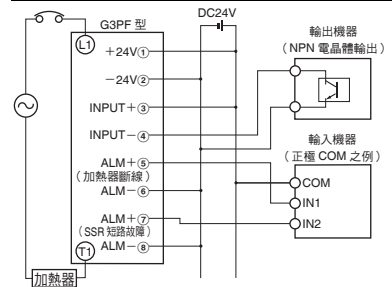 DC24V
G3PF 型
L1
+24V①
−24V②
INPUT+③
INPUT−④
ALM+⑤
（加熱器斷線）
ALM−⑥
ALM+⑦
（SSR 短路故障）
ALM−⑧
T1
加熱器
輸出機器
（NPN 電晶體輸出）
輸入機器
（正極 COM 之例）
COM
IN1
IN2